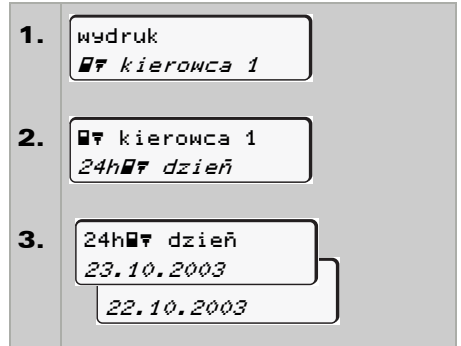 1.
wydruk
▼ kierowca 1
2.
▼ kierowca 1
24h▼ dzień
3.
24h▼ dzień
23.10.2003
22.10.2003